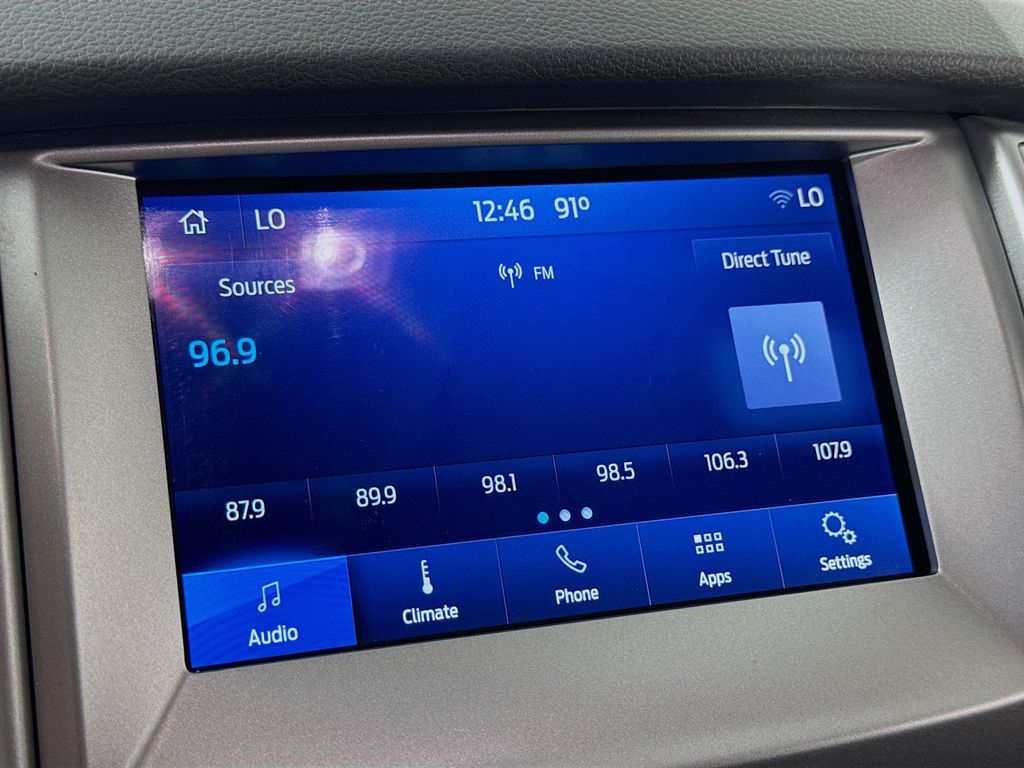 LO 12:46 91° LO
Sources FM Direct Tune
96.9
87.9 89.9 98.1 98.5 106.3 107.9
Audio Climate Phone Apps Settings